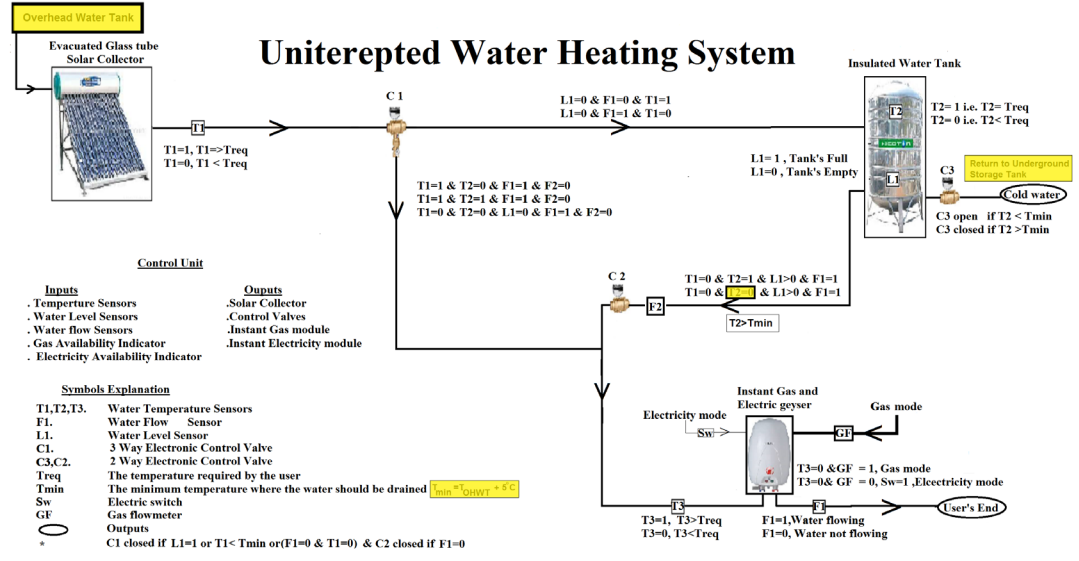 Overhead Water Tank
Evacuated Glass tube
Solar Collector
Uniterepted Water Heating System
Insulated Water Tank
C 1
L1=0 & F1=0 & T1=1
L1=0 & F1=1 & T1=0
T1
T1=1, T1=>Treq
T1=0, T1 < Treq
T2
T2= 1 i.e. T2= Treq
T2= 0 i.e. T2< Treq
L1= 1 , Tank's Full
L1=0 , Tank's Empty
L1
C3
Return to Underground
Storage Tank
Cold water
C3 open if T2 < Tmin
C3 closed if T2 >Tmin
T1=1 & T2=0 & F1=1 & F2=0
T1=1 & T2=1 & F1=1 & F2=0
T1=0 & T2=0 & L1=0 & F1=1 & F2=0
Control Unit
Inputs
. Temperture Sensors
. Water Level Sensors
. Water flow Sensors
. Gas Availability Indicator
. Electricity Availability Indicator
Ouputs
.Solar Collector
.Control Valves
.Instant Gas module
.Instant Electricity module
C 2
T1=0 & T2=1 & L1>0 & F1=1
T1=0 & T2=0 & L1>0 & F1=1
F2
T2>Tmin
Symbols Explanation
T1,T2,T3. Water Temperature Sensors
F1. Water Flow Sensor
L1. Water Level Sensor
C1. 3 Way Electronic Control Valve
C3,C2. 2 Way Electronic Control Valve
Treq The temperature required by the user
Tmin The minimum temperature where the water should be drained Tmin =TOHWT + 5°C
Sw Electric switch
GF Gas flowmeter
Outputs
* C1 closed if L1=1 or T1< Tmin or(F1=0 & T1=0) & C2 closed if F1=0
Instant Gas and
Electric geyser
Electricity mode
Sw
Gas mode
GF
T3=0 &GF = 1, Gas mode
T3=0& GF = 0, Sw=1 ,Elcectricity mode
T3
F1
User's End
T3=1, T3>Treq
T3=0, T3<Treq
F1=1,Water flowing
F1=0, Water not flowing